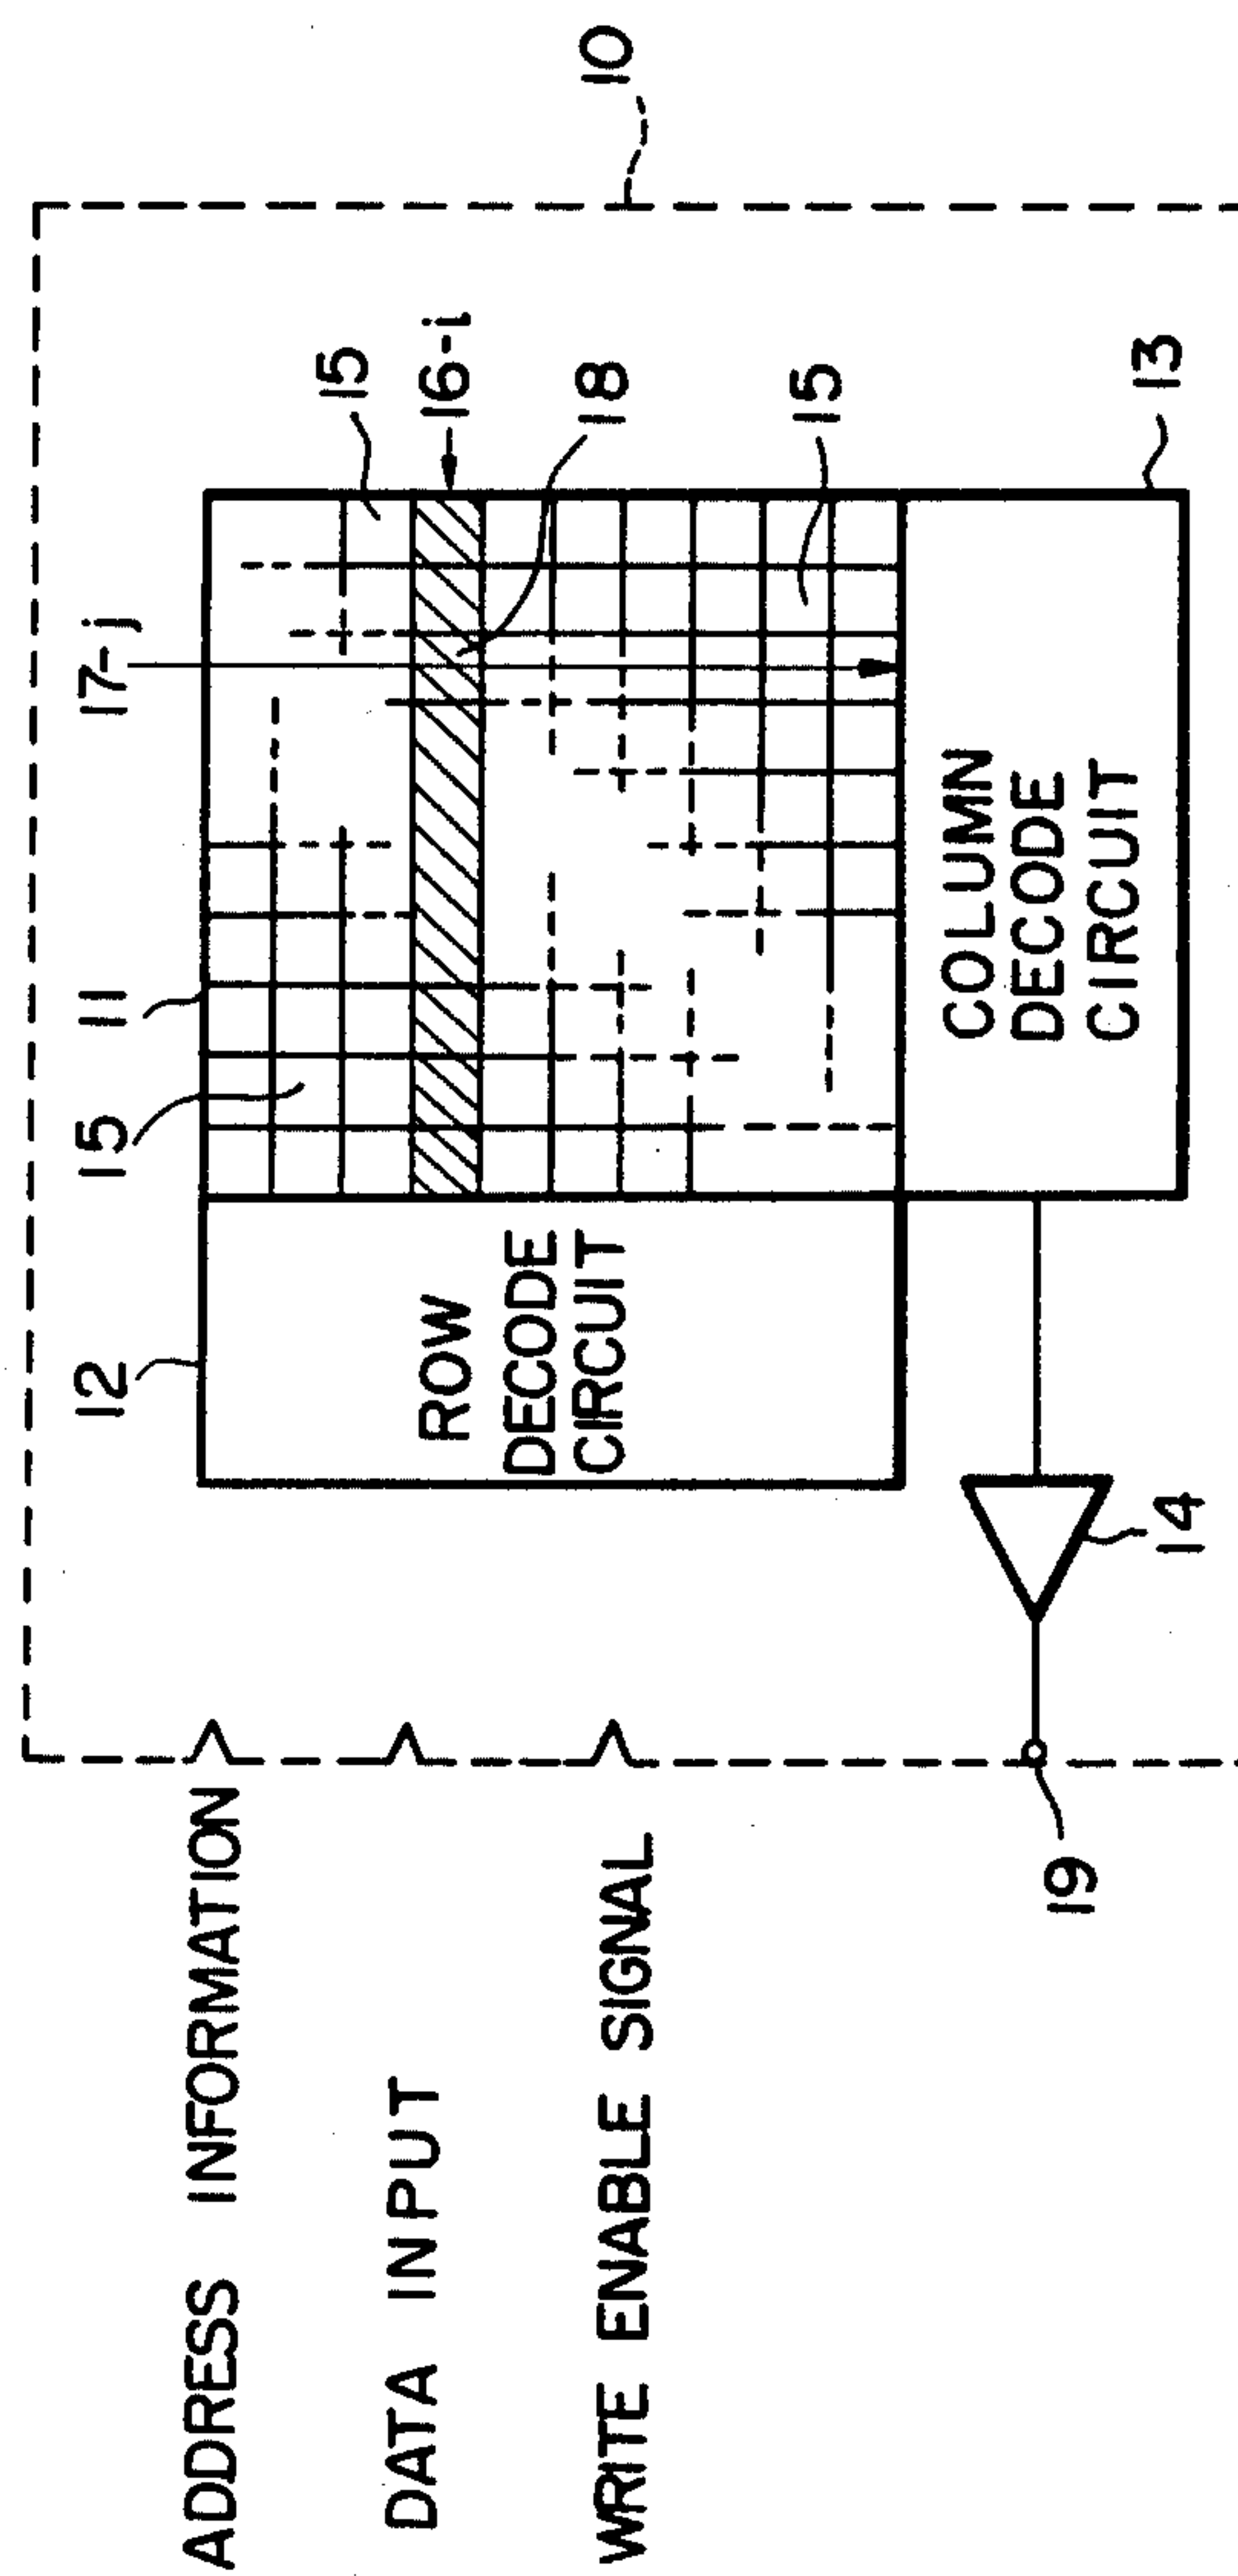 10
17-j
11
15
12
15
16-i
18
15
13
ROW
DECODE
CIRCUIT
COLUMN
DECODE
CIRCUIT
14
19
ADDRESS INFORMATION
DATA INPUT
WRITE ENABLE SIGNAL